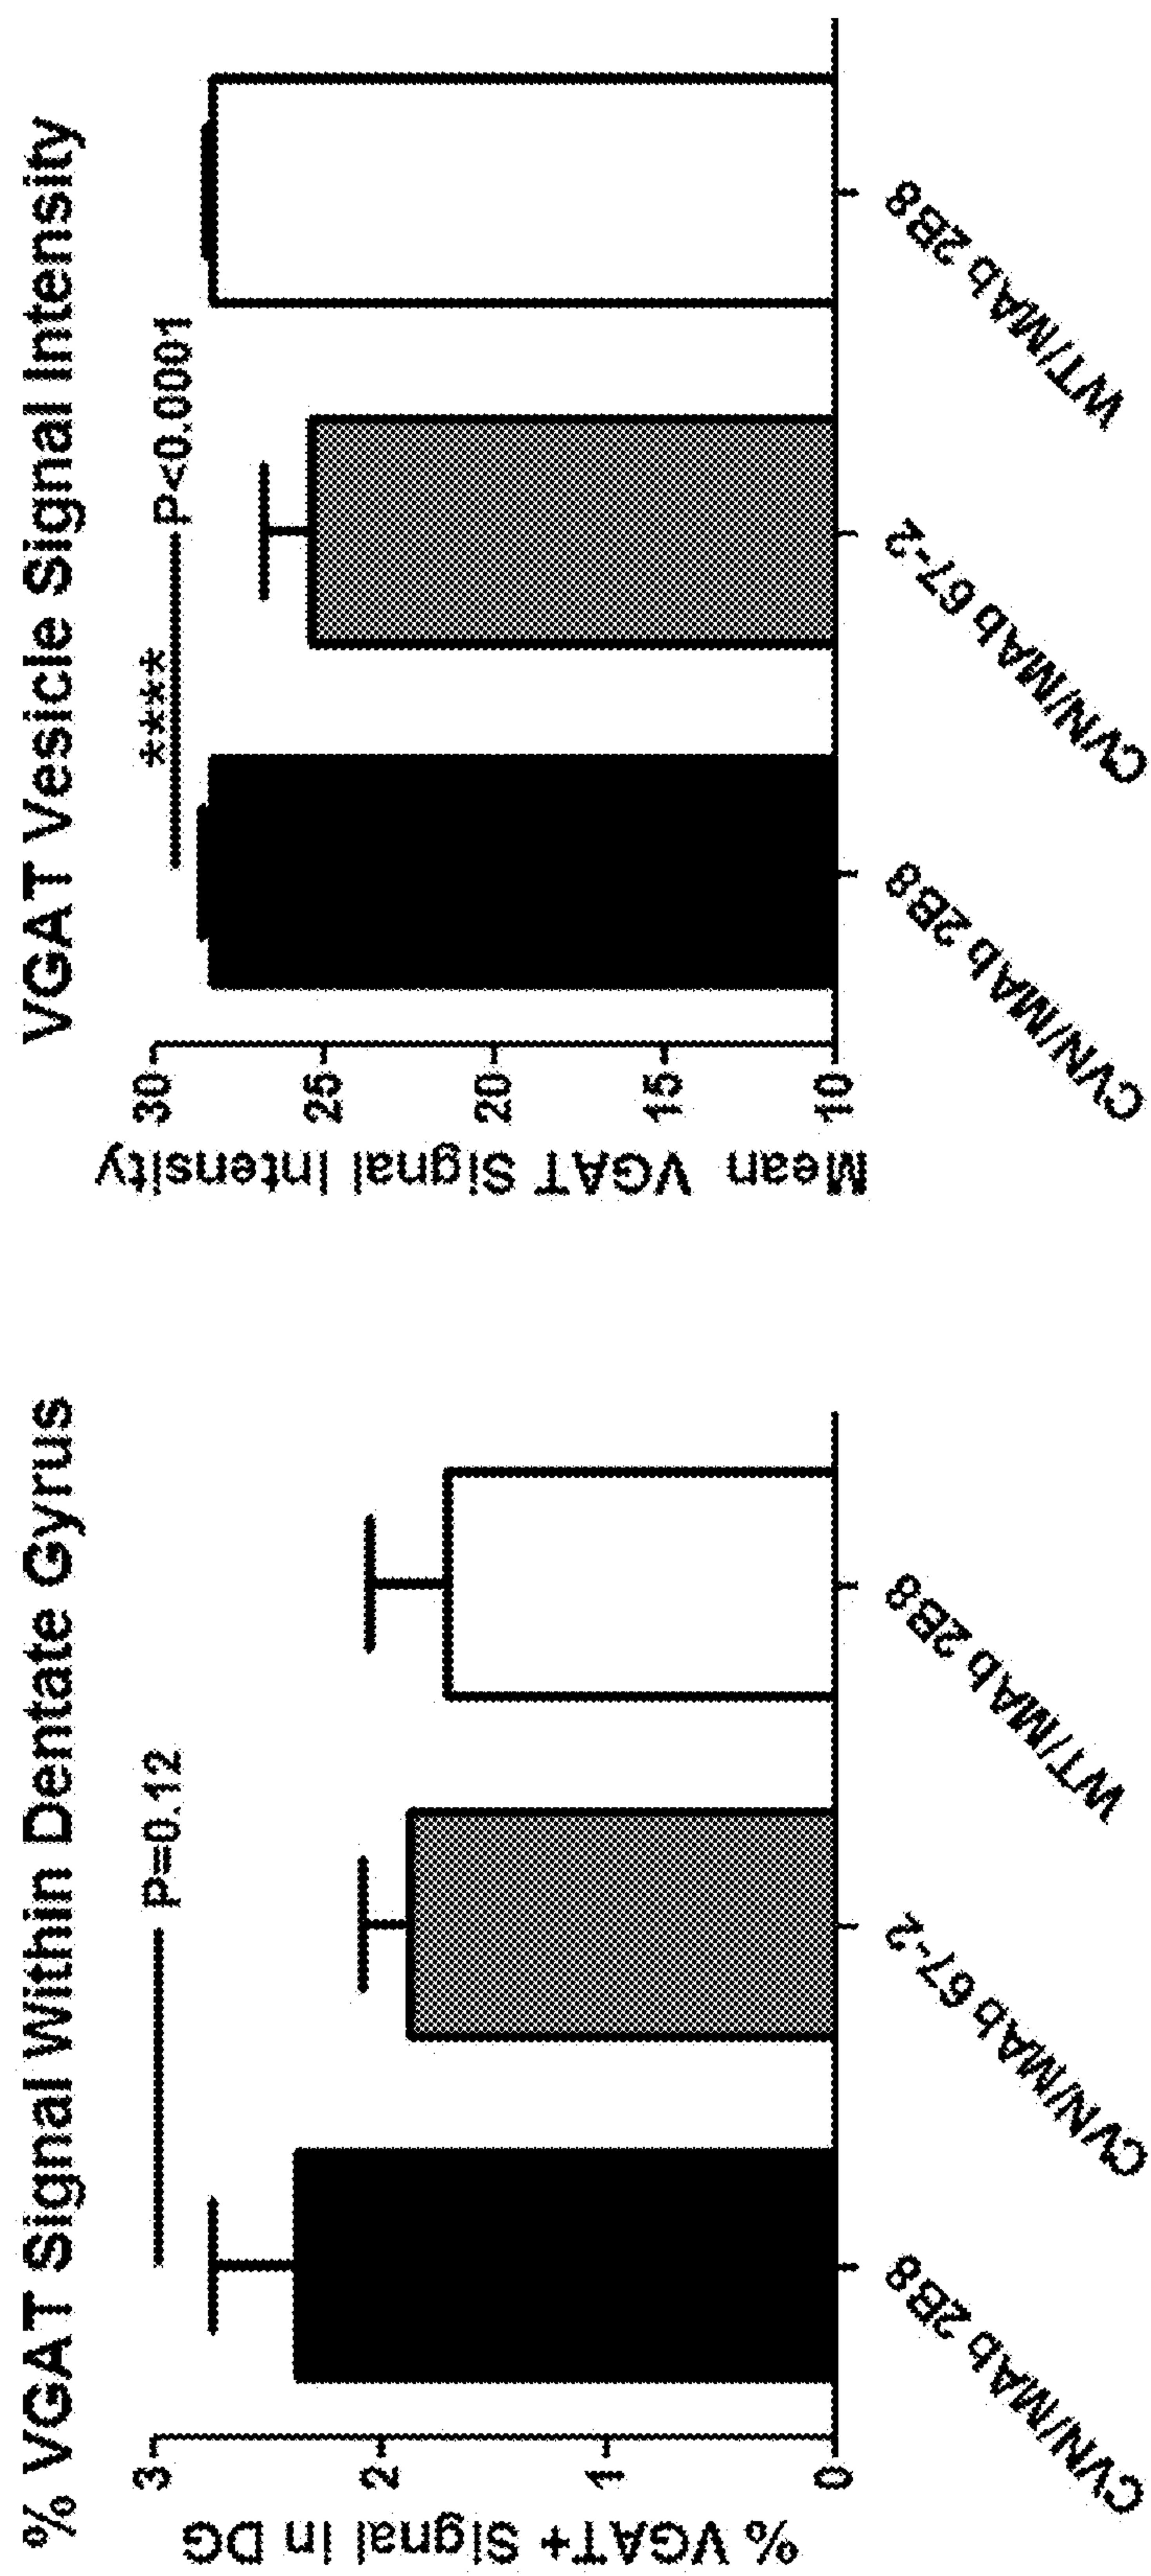 % VGAT Signal Within Dentate Gyrus
% VGAT+ Signal in DG
3
2
1
0
P=0.12
CVN/MAb 2B8
CVN/MAb 67-2
WT/MAb 2B8
VGAT Vesicle Signal Intensity
Mean VGAT Signal Intensity
30
25
20
15
10
****
P<0.0001
CVN/MAb 2B8
CVN/MAb 67-2
WT/MAb 2B8